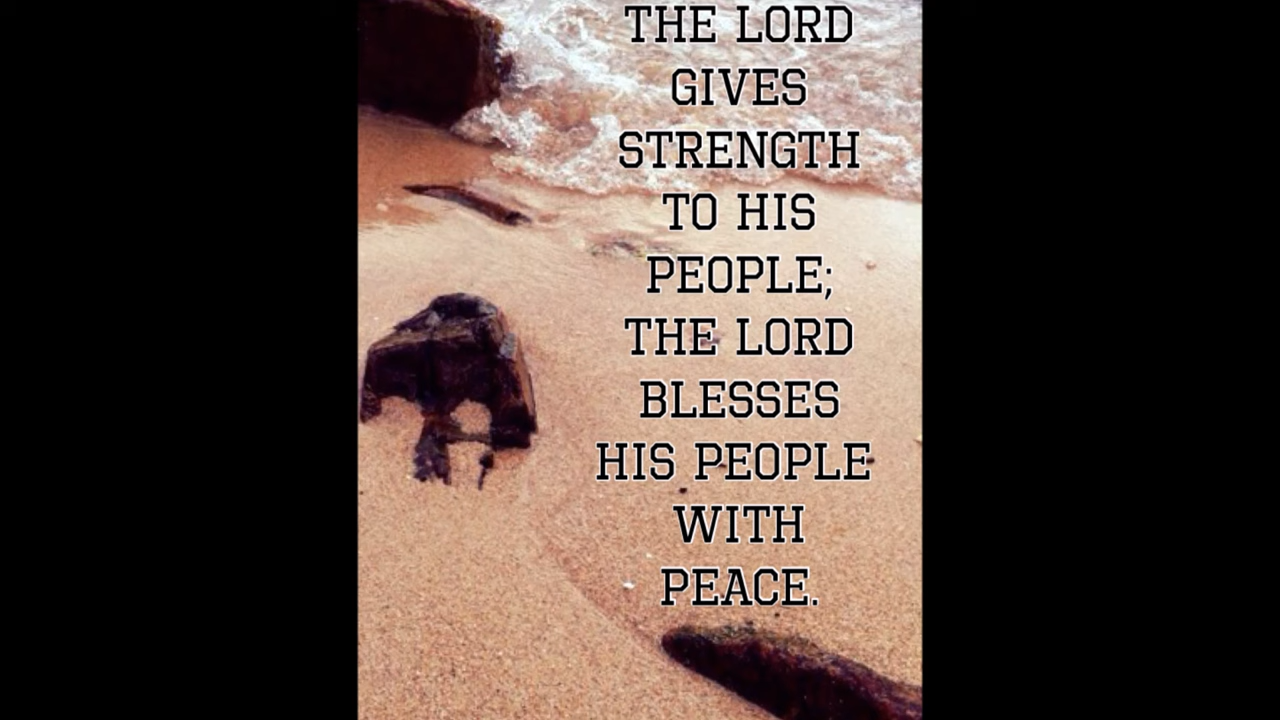 THE LORD
GIVES
STRENGTH
TO HIS
PEOPLE;
THE LORD
BLESSES
HIS PEOPLE
WITH
PEACE.